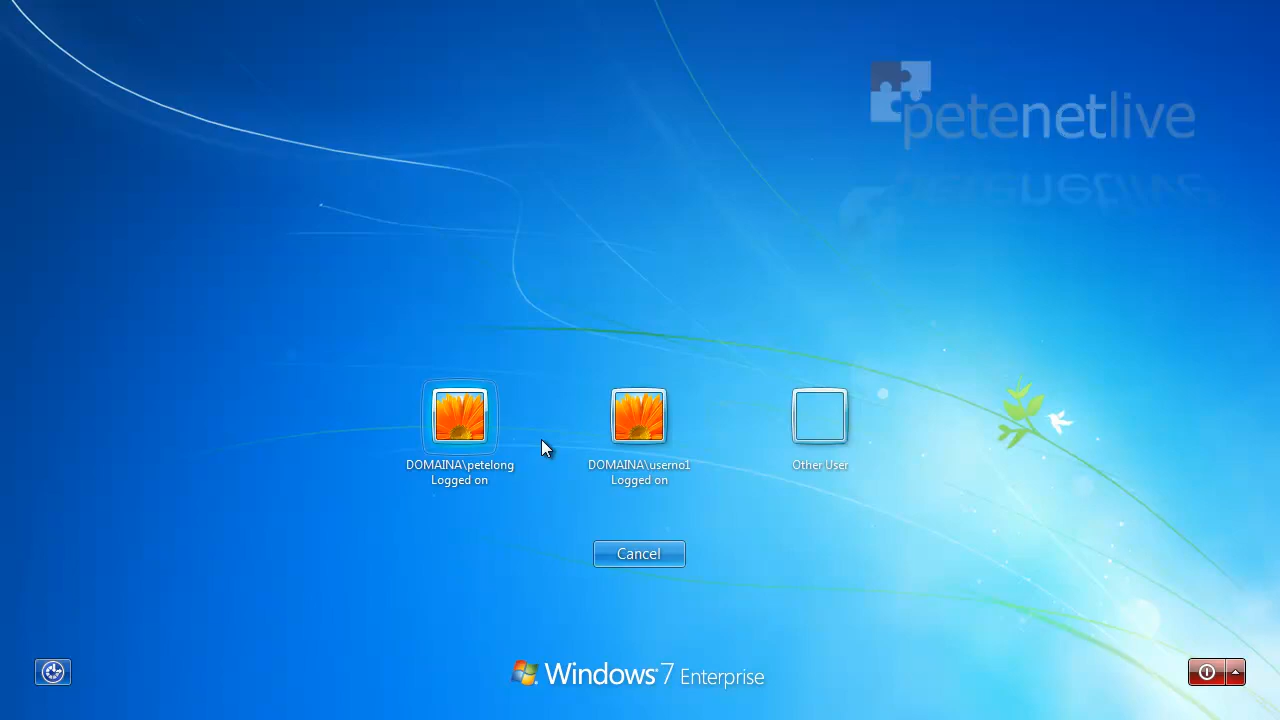 petenetlive
DOMAINA\petelong
Logged on
DOMAINA\userno1
Logged on
Other User
Cancel
Windows 7 Enterprise